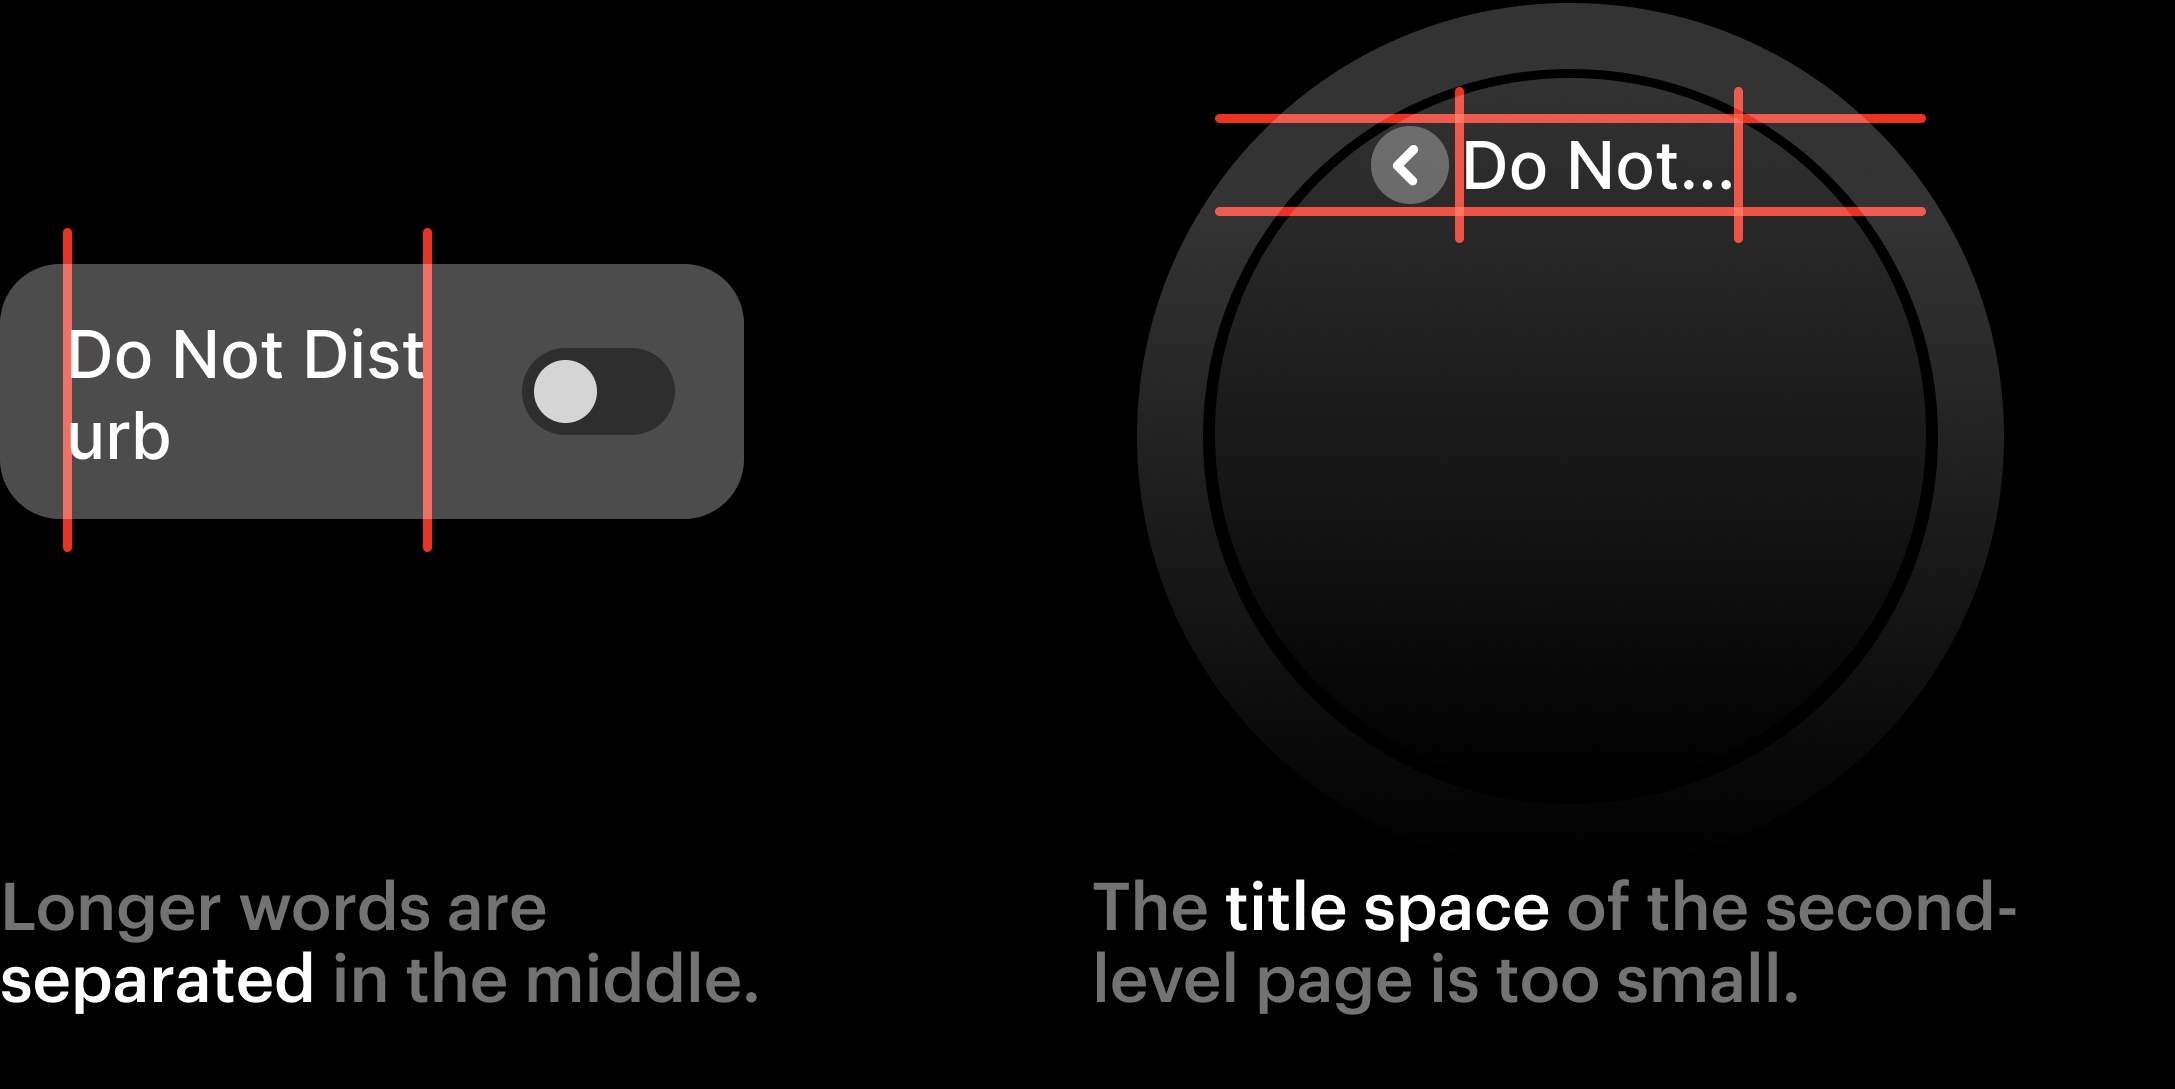 Do Not Dist
urb
Longer words are
separated in the middle.
Do Not...
The title space of the second-
level page is too small.